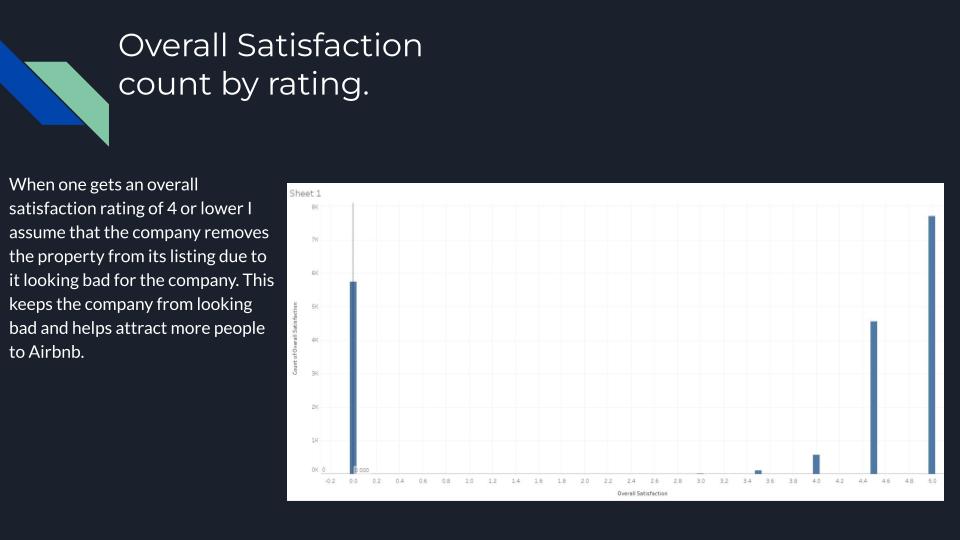 Overall Satisfaction
count by rating.
When one gets an overall
satisfaction rating of 4 or lower I
assume that the company removes
the property from its listing due to
it looking bad for the company. This
keeps the company from looking
bad and helps attract more people
to Airbnb.
Sheet 1
8K
7K
6K
5K
4K
3K
2K
1K
0K
Count of Overall Satisfaction
0
-0.2 0.0 0.2 0.4 0.6 0.8 1.0 1.2 1.4 1.6 1.8 2.0 2.2 2.4 2.6 2.8 3.0 3.2 3.4 3.6 3.8 4.0 4.2 4.4 4.6 4.8 5.0
Overall Satisfaction